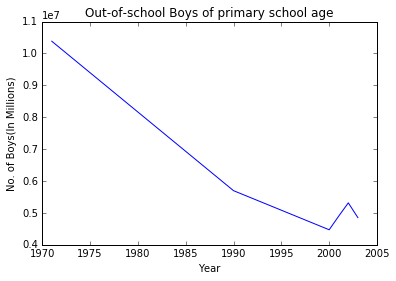 Out-of-school Boys of primary school age
1e7
1.1
1.0
0.9
0.8
0.7
0.6
0.5
0.4
No. of Boys(In Millions)
1970 1975 1980 1985 1990 1995 2000 2005
Year